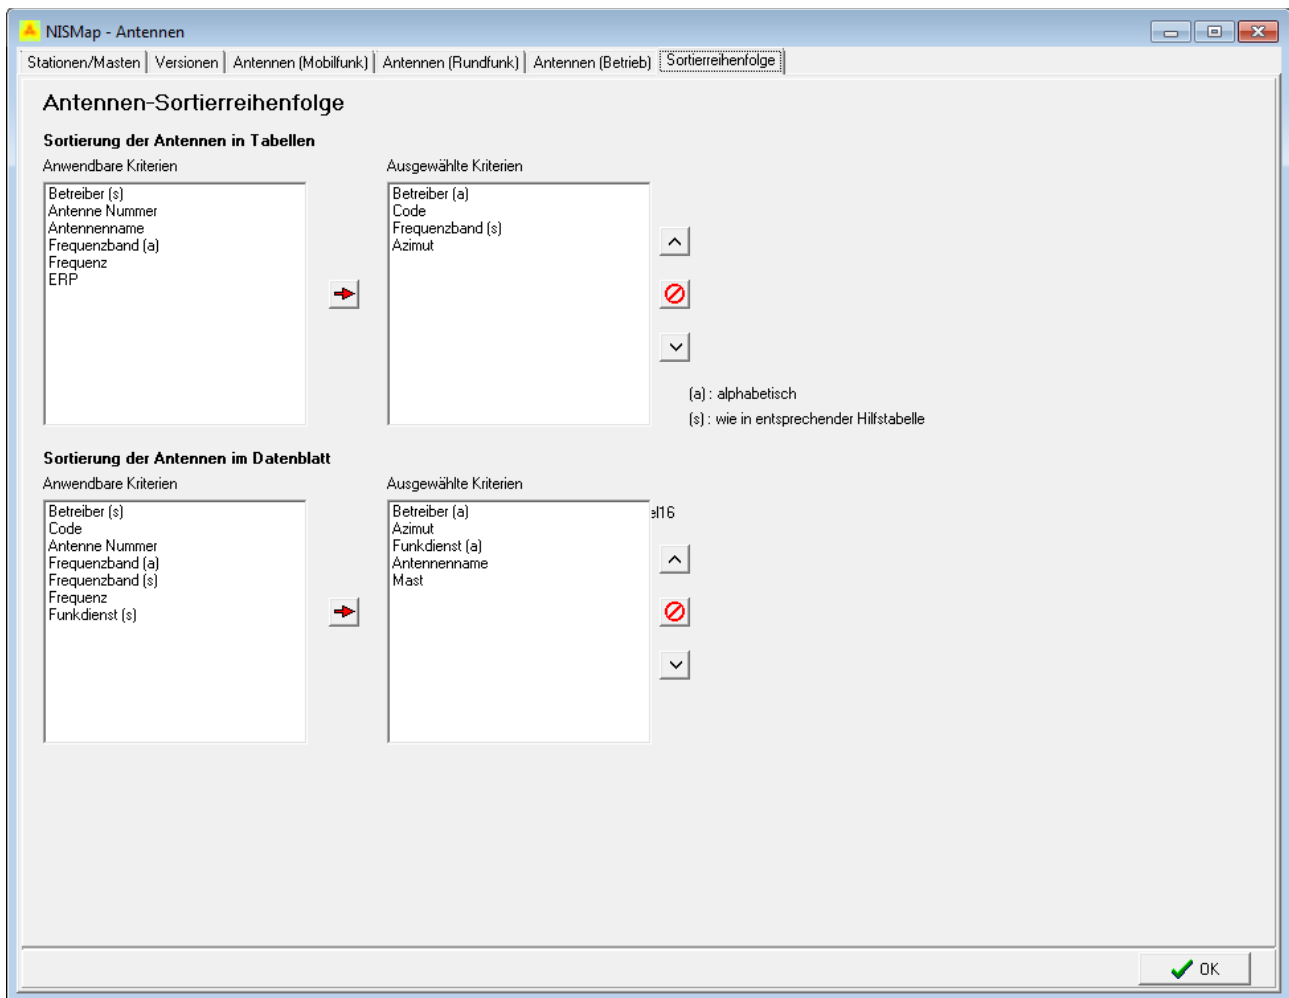 NISMap - Antennen
Stationen/Masten Versionen Antennen (Mobilfunk) Antennen (Rundfunk) Antennen (Betrieb) Sortierreihenfolge
Antennen-Sortierreihenfolge
Sortierung der Antennen in Tabellen
Anwendbare Kriterien
Betreiber (s)
Antenne Nummer
Antennenname
Frequenzband (a)
Frequenz
ERP
Ausgewählte Kriterien
Betreiber (a)
Code
Frequenzband (s)
Azimut
(a) : alphabetisch
(s) : wie in entsprechender Hilfstabelle
Sortierung der Antennen im Datenblatt
Anwendbare Kriterien
Betreiber (s)
Code
Antenne Nummer
Frequenzband (a)
Frequenzband (s)
Frequenz
Funkdienst (s)
Ausgewählte Kriterien
Betreiber (a)
Azimut
Funkdienst (a)
Antennenname
Mast
el16
OK